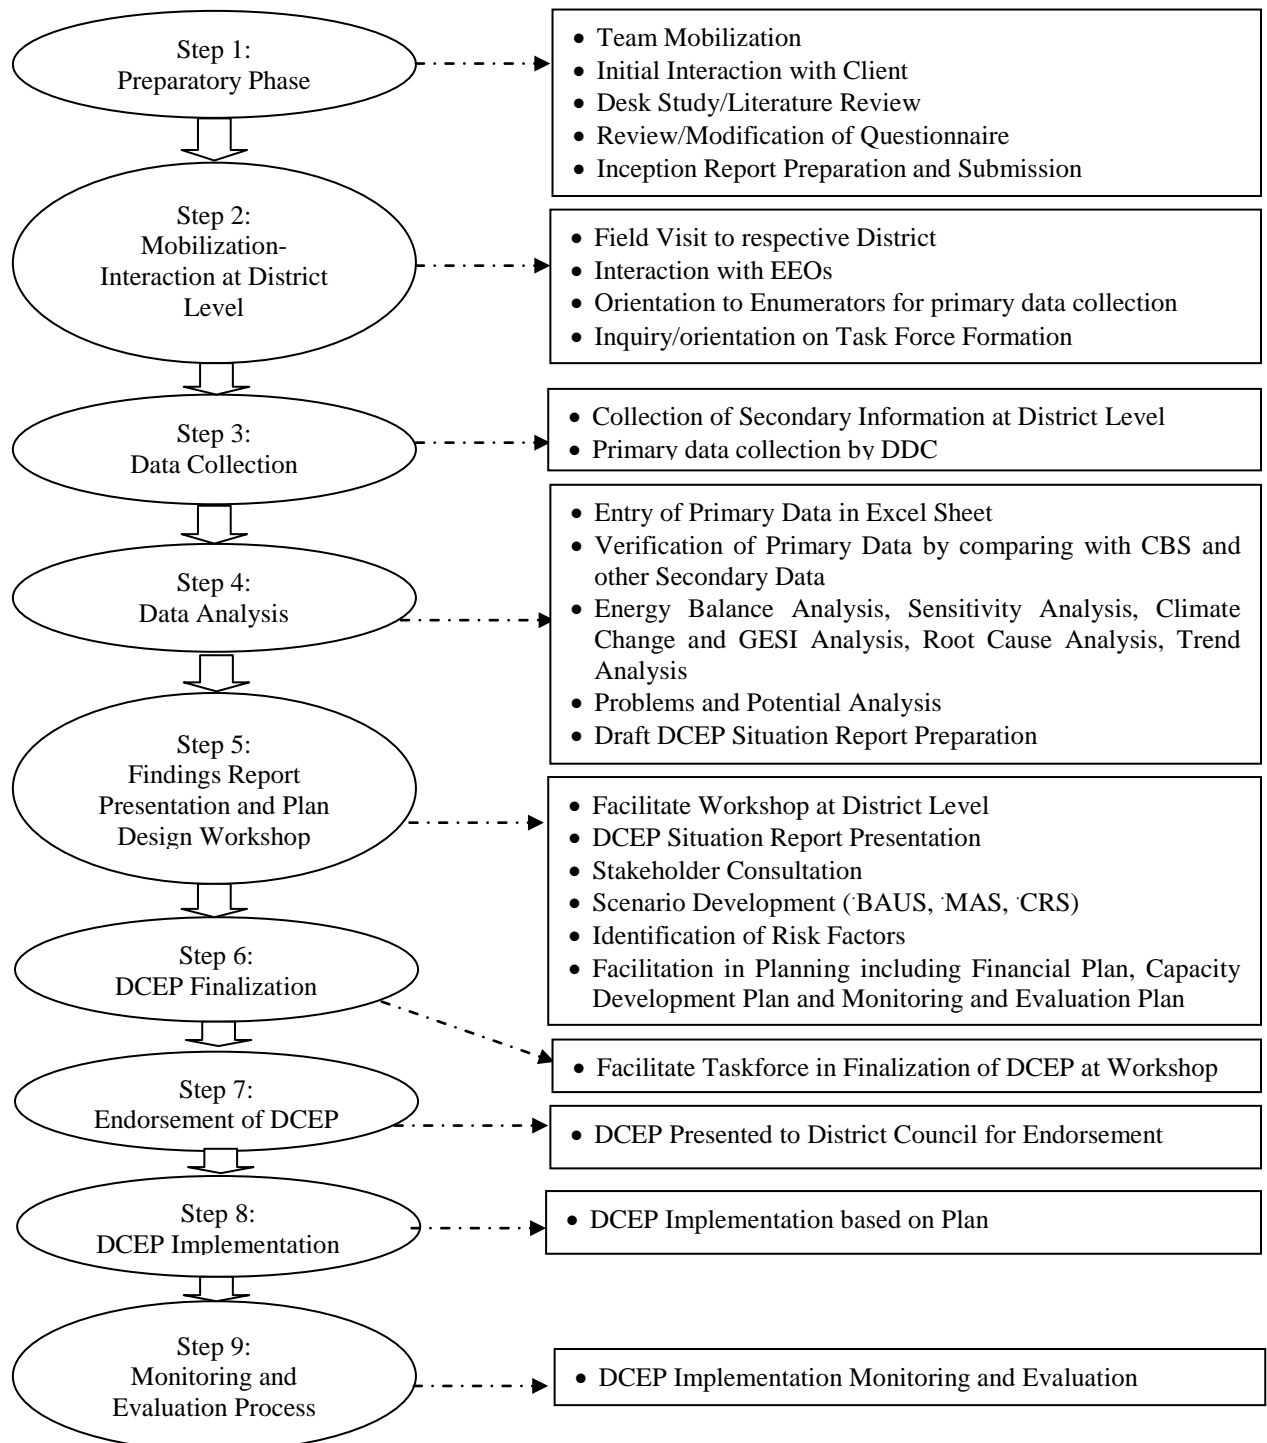 Step 1:
Preparatory Phase
• Team Mobilization
• Initial Interaction with Client
• Desk Study/Literature Review
• Review/Modification of Questionnaire
• Inception Report Preparation and Submission
Step 2:
Mobilization-
Interaction at District
Level
• Field Visit to respective District
• Interaction with EEOs
• Orientation to Enumerators for primary data collection
• Inquiry/orientation on Task Force Formation
Step 3:
Data Collection
• Collection of Secondary Information at District Level
• Primary data collection by DDC
Step 4:
Data Analysis
• Entry of Primary Data in Excel Sheet
• Verification of Primary Data by comparing with CBS and
other Secondary Data
• Energy Balance Analysis, Sensitivity Analysis, Climate
Change and GESI Analysis, Root Cause Analysis, Trend
Analysis
• Problems and Potential Analysis
• Draft DCEP Situation Report Preparation
Step 5:
Findings Report
Presentation and Plan
Design Workshop
• Facilitate Workshop at District Level
• DCEP Situation Report Presentation
• Stakeholder Consultation
• Scenario Development (·BAUS, ·MAS, ·CRS)
• Identification of Risk Factors
• Facilitation in Planning including Financial Plan, Capacity
Development Plan and Monitoring and Evaluation Plan
Step 6:
DCEP Finalization
• Facilitate Taskforce in Finalization of DCEP at Workshop
Step 7:
Endorsement of DCEP
• DCEP Presented to District Council for Endorsement
Step 8:
DCEP Implementation
• DCEP Implementation based on Plan
Step 9:
Monitoring and
Evaluation Process
• DCEP Implementation Monitoring and Evaluation